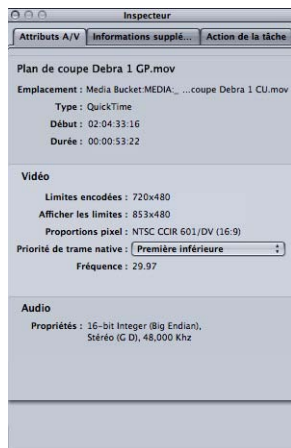 Inspecteur
Attributs A/V
Informations supplé...
Action de la tâche
Plan de coupe Debra 1 GP.mov
Emplacement : Media Bucket:MEDIA:_ ...coupe Debra 1 CU.mov
Type : QuickTime
Début : 02:04:33:16
Durée : 00:00:53:22
Vidéo
Limites encodées : 720x480
Afficher les limites : 853x480
Proportions pixel : NTSC CCIR 601/DV (16:9)
Priorité de trame native : Première inférieure
Fréquence : 29.97
Audio
Propriétés : 16-bit Integer (Big Endian),
Stéréo (G D), 48,000 Khz